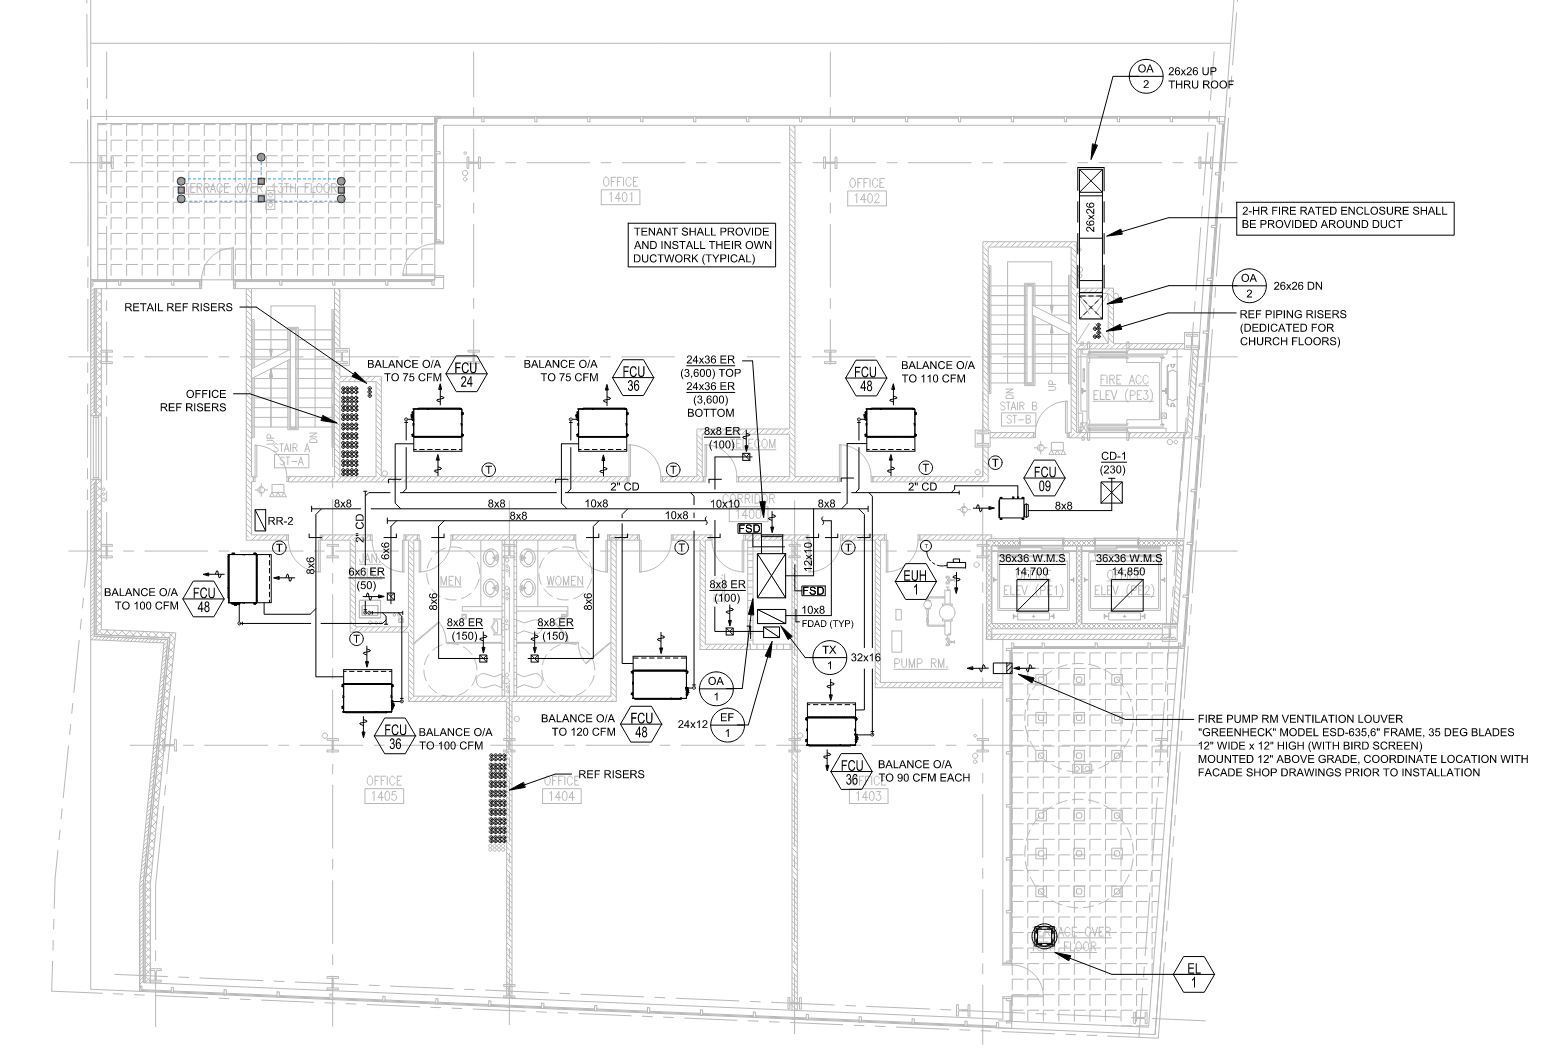 OA
2
26x26 UP
THRU ROOF
TERRACE OVER 13TH FLOOR
OFFICE
1401
OFFICE
1402
26x26
2-HR FIRE RATED ENCLOSURE SHALL
BE PROVIDED AROUND DUCT
TENANT SHALL PROVIDE
AND INSTALL THEIR OWN
DUCTWORK (TYPICAL)
OA
2
26x26 DN
RETAIL REF RISERS
REF PIPING RISERS
(DEDICATED FOR
CHURCH FLOORS)
BALANCE O/A
TO 75 CFM
FCU
24
BALANCE O/A
TO 75 CFM
FCU
36
24x36 ER
(3,600) TOP
24x36 ER
(3,600)
BOTTOM
FCU
48
BALANCE O/A
TO 110 CFM
DN
UP
FIRE ACC
ELEV (PE3)
OFFICE
REF RISERS
STAIR B
ST-B
UP
DN
STAIR A
ST-A
8x8 ER
(100)
TELECOM
T
T
T
T
FCU
09
CD-1
(230)
2" CD
2" CD
8x8
8x8
10x8
10x10
8x8
8x8
CORRIDOR
1400
RR-2
2" CD
8x8
10x8
FSD
T
T
T
T
8x6
6x6
JAN
12x10
36x36 W.M.S
14,700
ELEV (PE1)
36x36 W.M.S
14,850
ELEV (PE2)
6x6 ER
(50)
MEN
WOMEN
8x8 ER
(100)
EUH
1
FSD
BALANCE O/A
TO 100 CFM
FCU
48
8x6
8x6
10x8
FDAD (TYP)
8x8 ER
(150)
8x8 ER
(150)
T
TX
1
32x16
PUMP RM.
OA
1
24x12
EF
1
FCU
36
BALANCE O/A
TO 100 CFM
BALANCE O/A
TO 120 CFM
FCU
48
FIRE PUMP RM VENTILATION LOUVER
"GREENHECK" MODEL ESD-635,6" FRAME, 35 DEG BLADES
12" WIDE x 12" HIGH (WITH BIRD SCREEN)
MOUNTED 12" ABOVE GRADE, COORDINATE LOCATION WITH
FACADE SHOP DRAWINGS PRIOR TO INSTALLATION
FCU
36
BALANCE O/A
TO 90 CFM EACH
OFFICE
1405
REF RISERS
OFFICE
1404
OFFICE
1403
OVER
FLOOR
EL
1